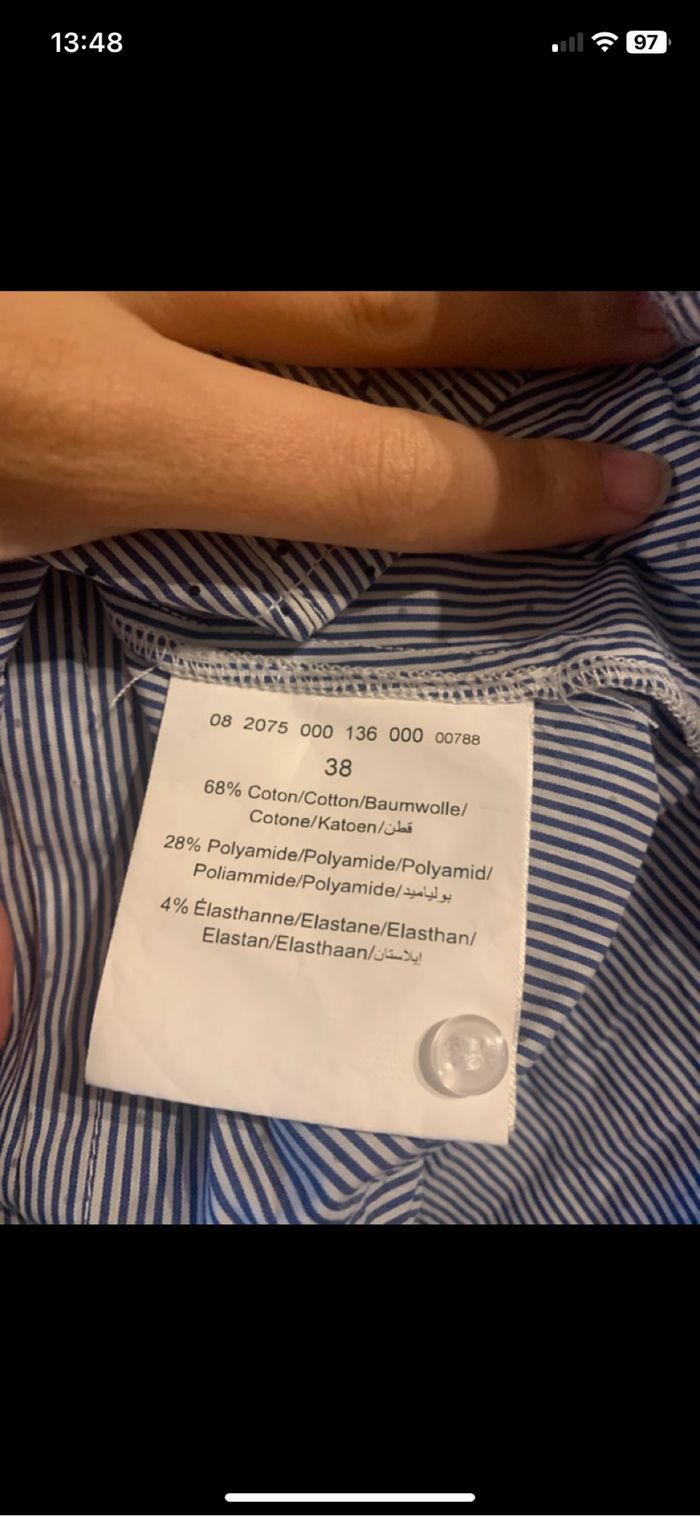 13:48
97
08 2075 000 136 000 00788
38
68% Coton/Cotton/Baumwolle/
Cotone/Katoen/قطن
28% Polyamide/Polyamide/Polyamid/
Poliammide/Polyamide/بولياميد
4% Élasthanne/Elastane/Elasthan/
Elastan/Elasthaan/إيلاستان